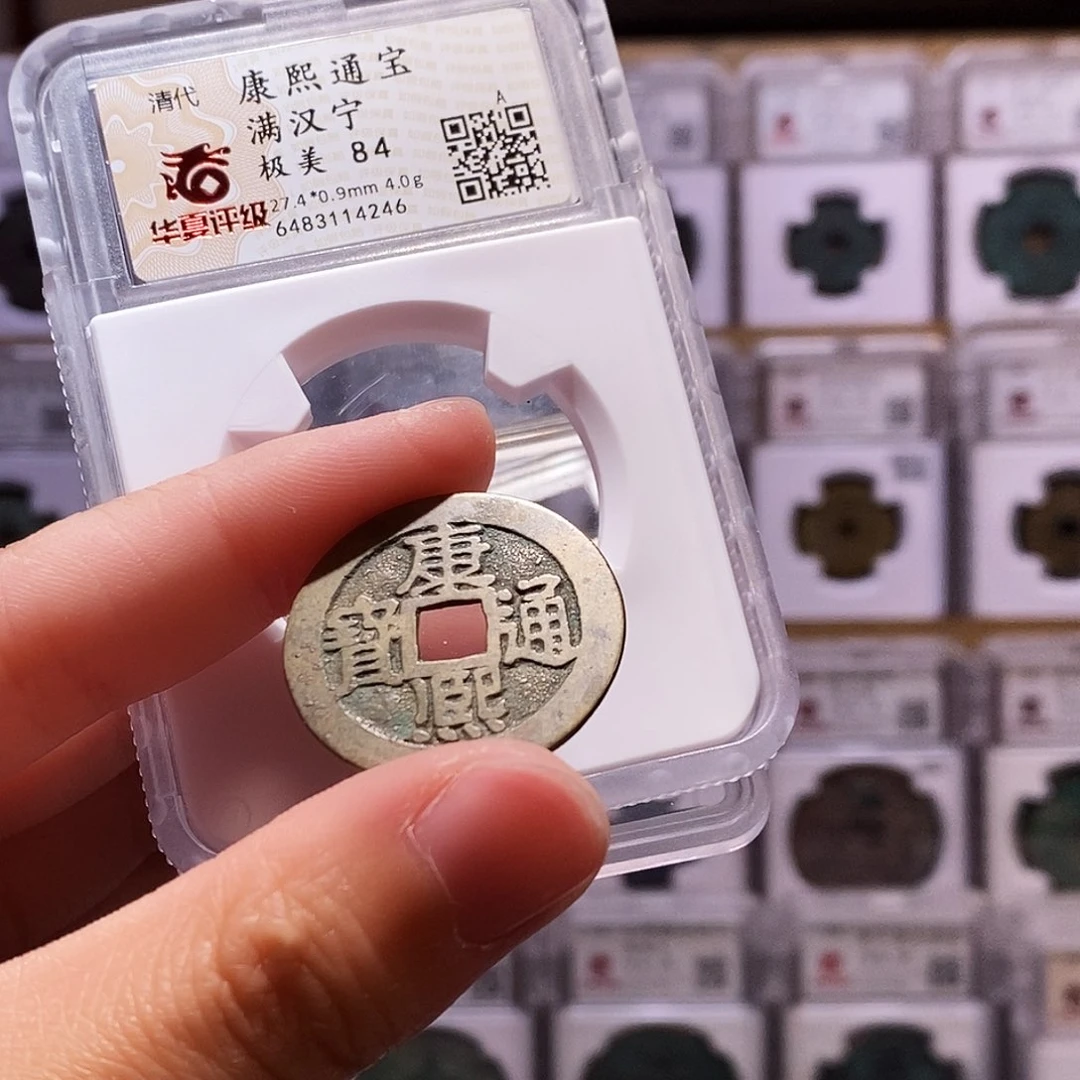 清代
康熙通宝
满汉宁
极美 84
27.4*0.9mm 4.0g
6483114246
华夏评级
A
康熙通寳